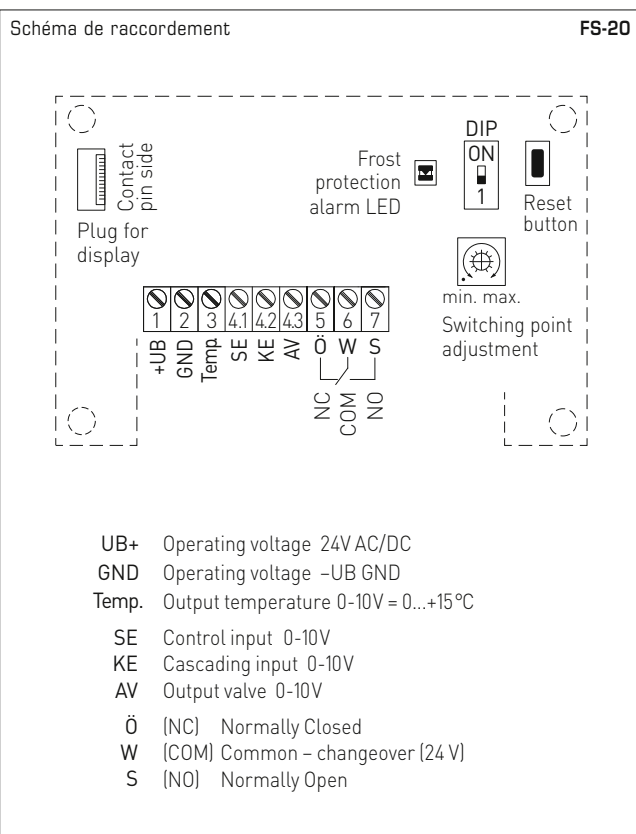 Schéma de raccordement FS-20
DIP
ON
1
Contact
pin side
Plug for
display
Frost
protection
alarm LED
Reset
button
min. max.
Switching point
adjustment
1 2 3 4.1 4.2 4.3 5 6 7
+UB GND Temp. SE KE AV Ö W S
NC COM NO
UB+ Operating voltage 24V AC/DC
GND Operating voltage –UB GND
Temp. Output temperature 0-10V = 0...+15°C
SE Control input 0-10V
KE Cascading input 0-10V
AV Output valve 0-10V
Ö (NC) Normally Closed
W (COM) Common – changeover (24 V)
S (NO) Normally Open